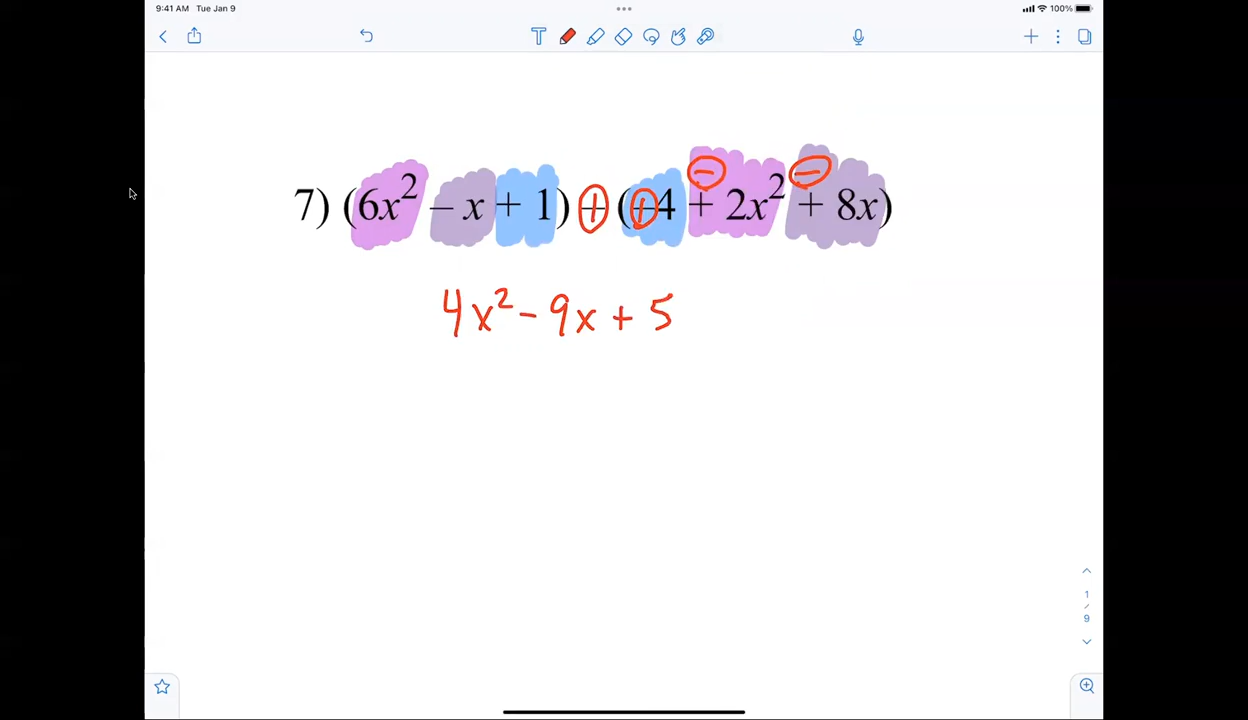 9:41 AM Tue Jan 9
100%
T
7) (6x² – x + 1) – (–4 + 2x² + 8x)
+ + – –
4x² - 9x + 5
1
/
9